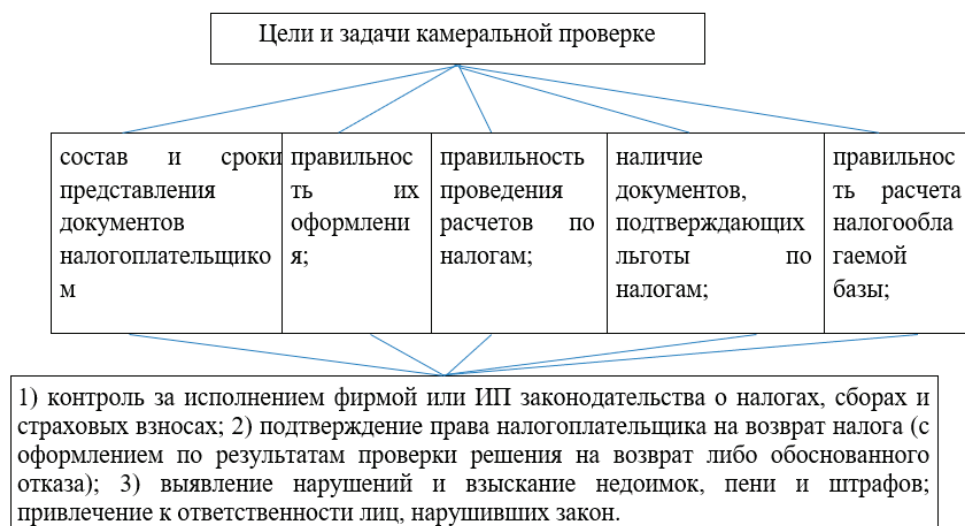 Цели и задачи камеральной проверке
состав и сроки
представления
документов
налогоплательщико
м
правильнос
ть их
оформлени
я;
правильность
проведения
расчетов по
налогам;
наличие
документов,
подтверждающих
льготы по
налогам;
правильнос
ть расчета
налогообла
гаемой
базы;
1) контроль за исполнением фирмой или ИП законодательства о налогах, сборах и
страховых взносах; 2) подтверждение права налогоплательщика на возврат налога (с
оформлением по результатам проверки решения на возврат либо обоснованного
отказа); 3) выявление нарушений и взыскание недоимок, пени и штрафов;
привлечение к ответственности лиц, нарушивших закон.